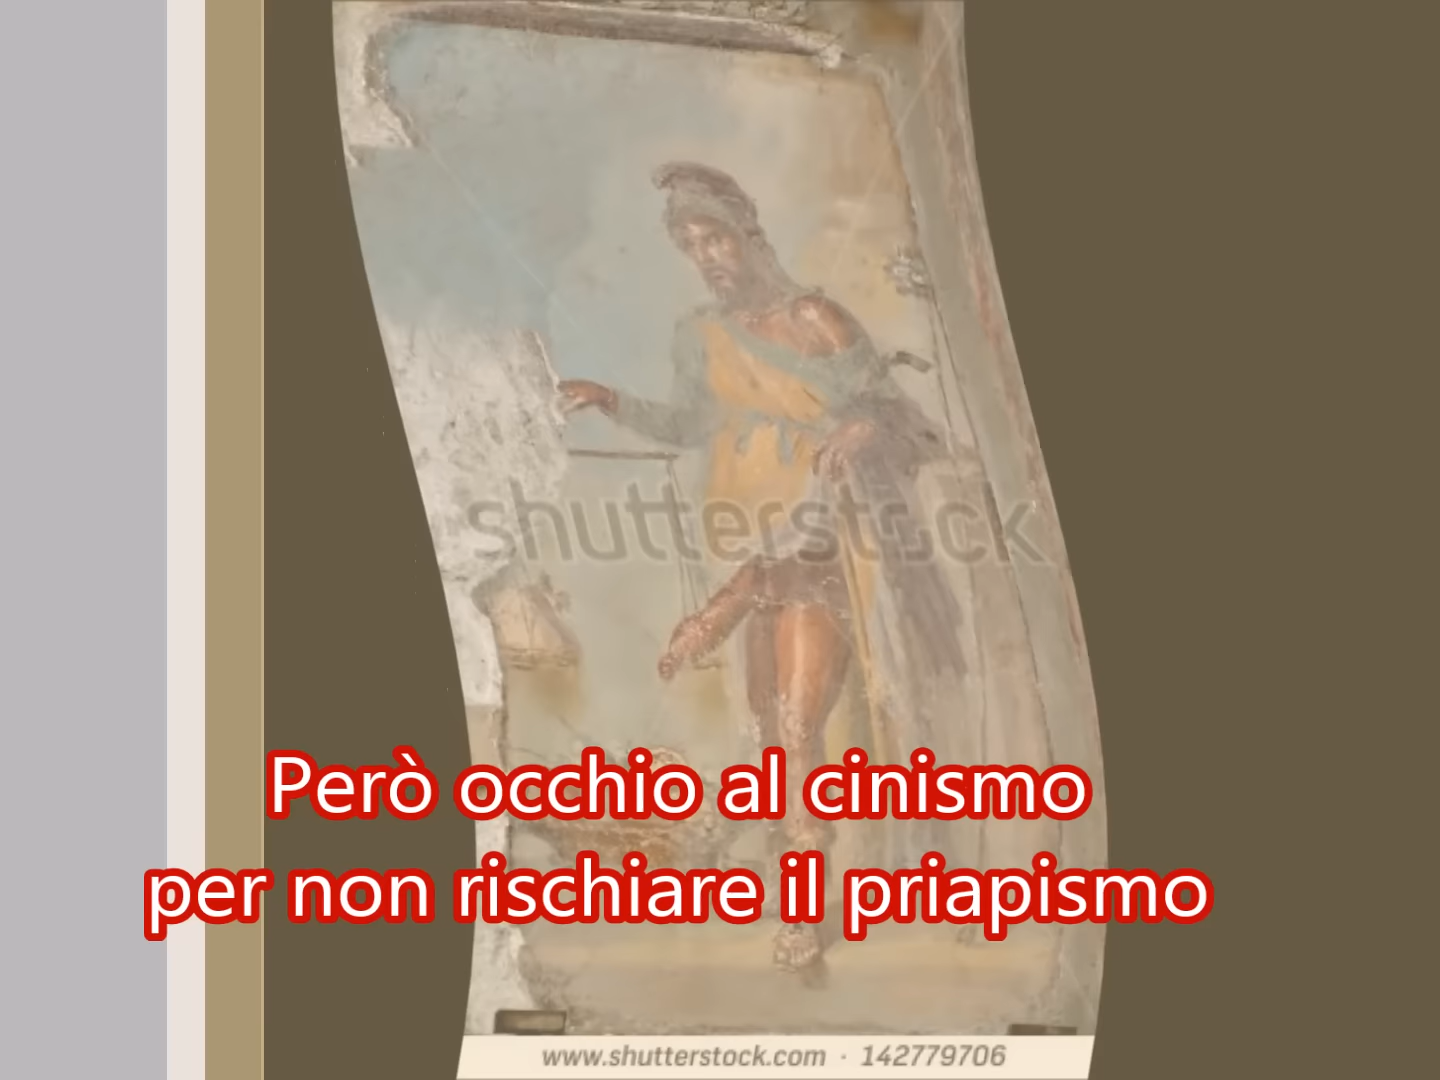 shutterstock
Però occhio al cinismo
per non rischiare il priapismo
www.shutterstock.com · 142779706